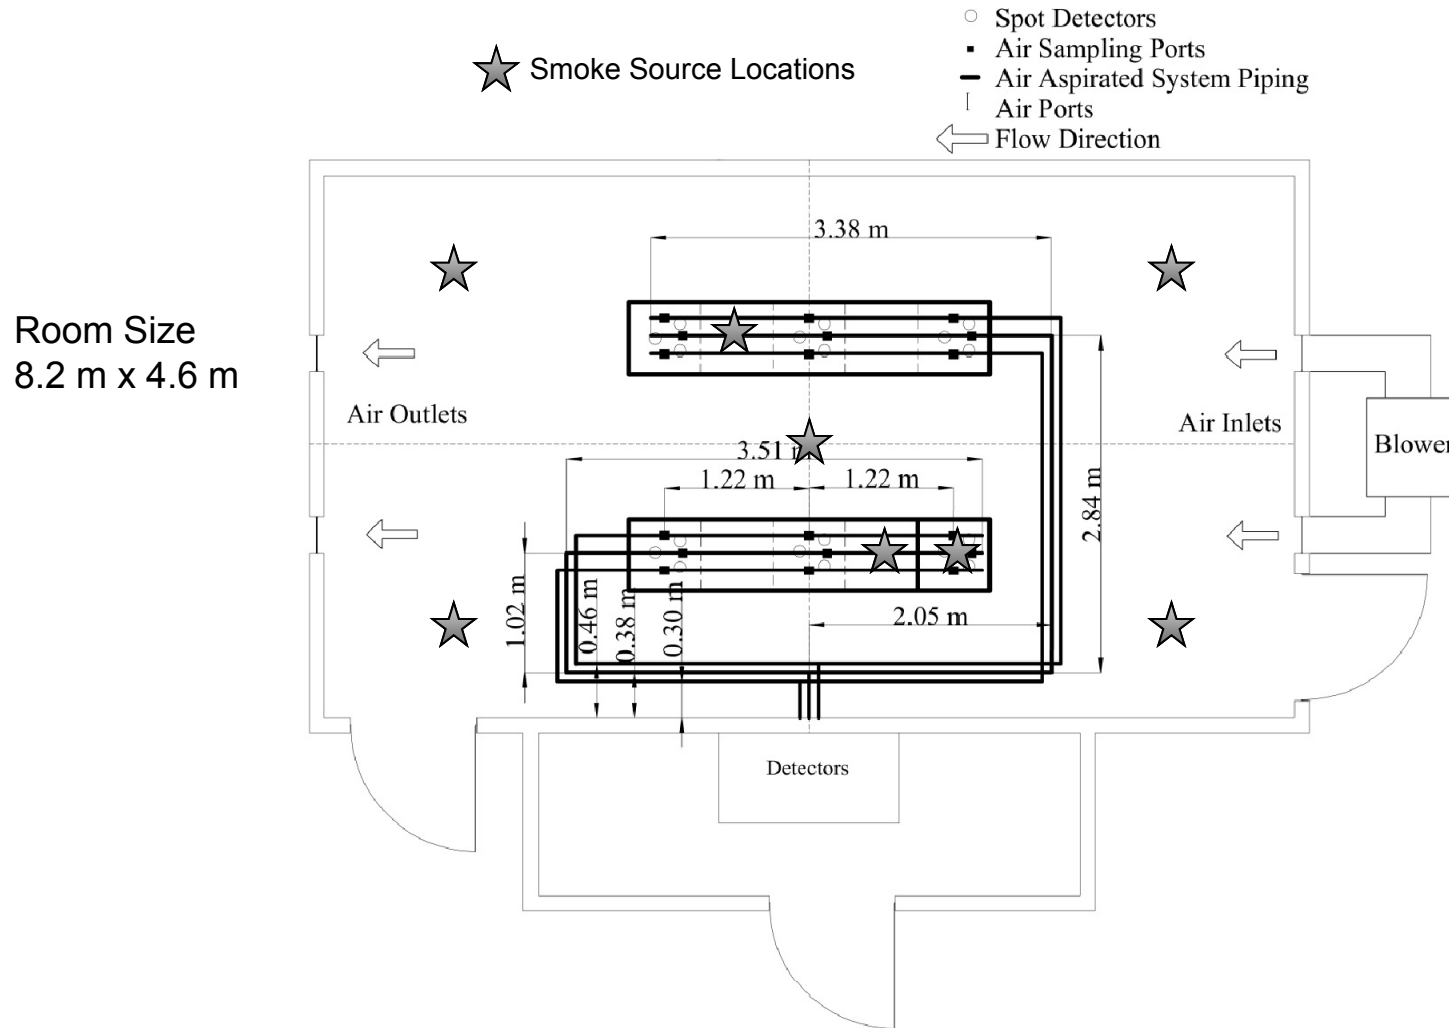 Spot Detectors
Smoke Source Locations
Air Sampling Ports
Air Aspirated System Piping
Air Ports
Flow Direction
3.38 m
Room Size
8.2 m x 4.6 m
Air Outlets
Air Inlets
Blower
3.51 m
1.22 m
1.22 m
2.84 m
1.02 m
0.46 m
0.38 m
0.30 m
2.05 m
Detectors